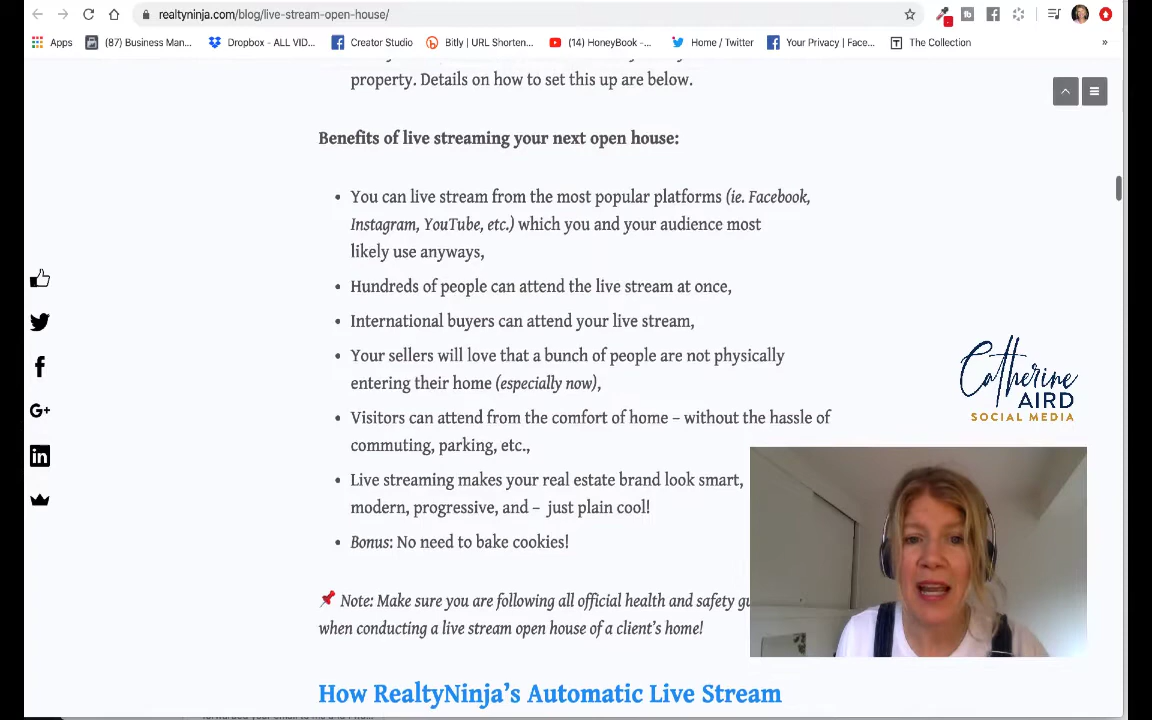 realtyninja.com/blog/live-stream-open-house/
Apps (87) Business Man... Dropbox - ALL VID... Creator Studio Bitly | URL Shorten... (14) HoneyBook -... Home / Twitter Your Privacy | Face... The Collection »
property. Details on how to set this up are below.
Benefits of live streaming your next open house:
• You can live stream from the most popular platforms (ie. Facebook,
Instagram, YouTube, etc.) which you and your audience most
likely use anyways,
• Hundreds of people can attend the live stream at once,
• International buyers can attend your live stream,
• Your sellers will love that a bunch of people are not physically
entering their home (especially now),
• Visitors can attend from the comfort of home – without the hassle of
commuting, parking, etc.,
• Live streaming makes your real estate brand look smart,
modern, progressive, and – just plain cool!
• Bonus: No need to bake cookies!
Note: Make sure you are following all official health and safety gu
when conducting a live stream open house of a client's home!
How RealtyNinja's Automatic Live Stream
Catherine
AIRD
SOCIAL MEDIA
G+
in